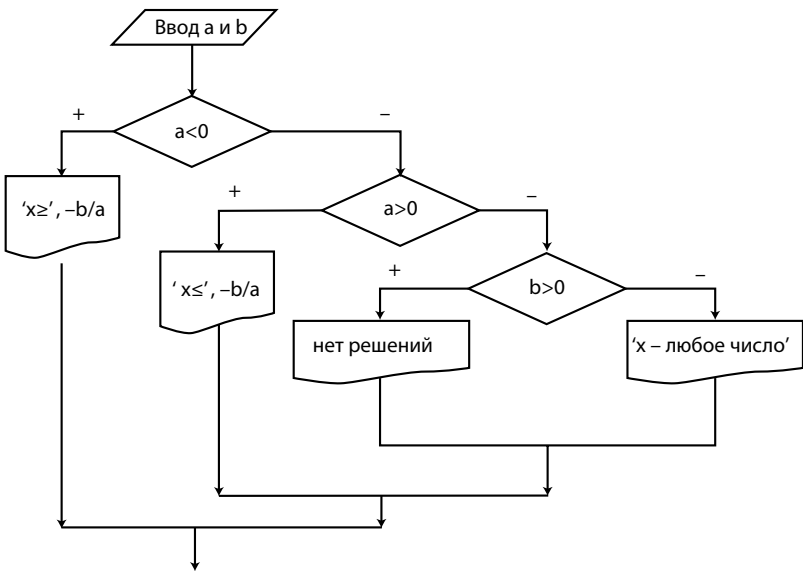 Ввод a и b
+
–
a<0
‘x≥’, –b/a
+
–
a>0
‘ x≤’, –b/a
+
–
b>0
нет решений
‘x – любое число’